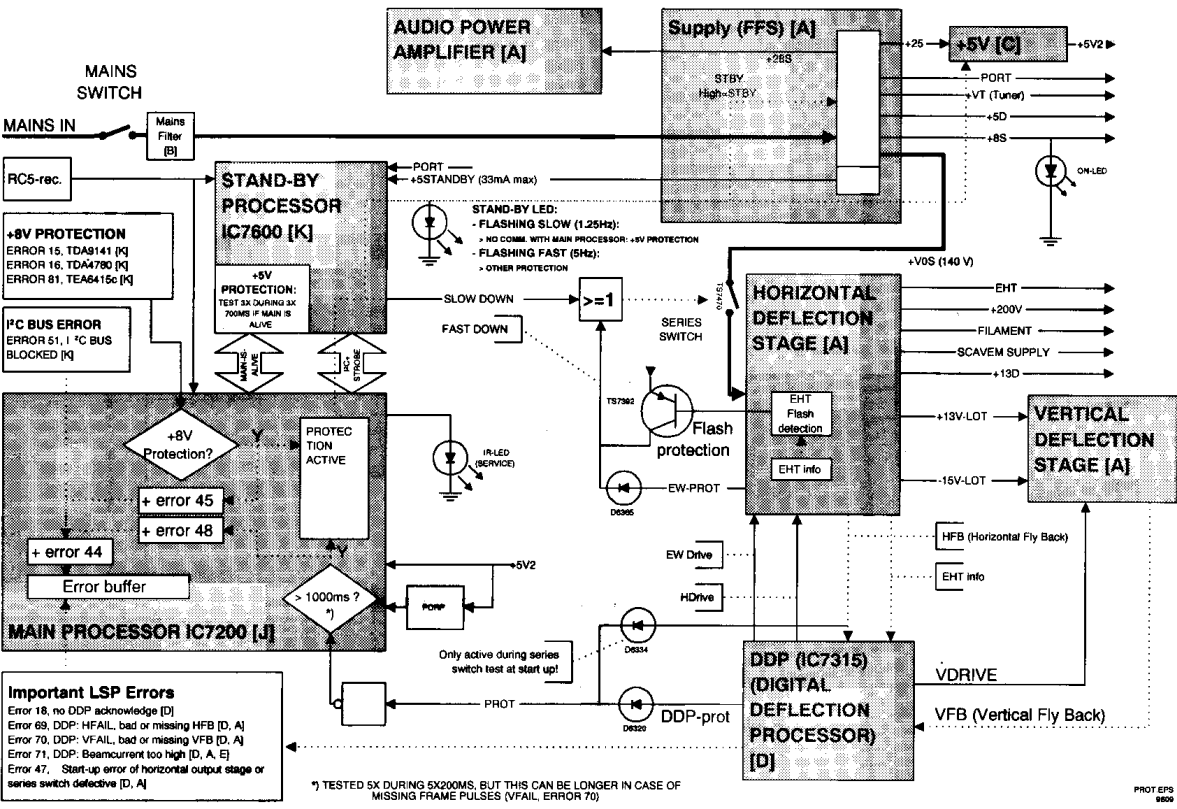 AUDIO POWER
AMPLIFIER [A]
Supply (FFS) [A]
+28S
STBY
High=STBY
+25
+5V [C]
+5V2
PORT
+VT (Tuner)
+5D
+8S
ON-LED
MAINS
SWITCH
MAINS IN
Mains
Filter
[B]
RC5-rec.
STAND-BY
PROCESSOR
IC7600 [K]
PORT
+5STANDBY (33mA max)
STAND-BY LED:
- FLASHING SLOW (1.25Hz):
> NO COMM. WITH MAIN PROCESSOR: +5V PROTECTION
- FLASHING FAST (5Hz):
> OTHER PROTECTION
+8V PROTECTION
ERROR 15, TDA9141 [K]
ERROR 16, TDA4780 [K]
ERROR 81, TEA6415c [K]
+5V
PROTECTION:
TEST 3X DURING 3X
700MS IF MAIN IS
ALIVE
I²C BUS ERROR
ERROR 51, I²C BUS
BLOCKED [K]
MAIN-IS-
ALIVE
I²C+
STROBE
SLOW DOWN
FAST DOWN
>=1
SERIES
SWITCH
TS7470
+V0S (140 V)
HORIZONTAL
DEFLECTION
STAGE [A]
EHT
Flash
detection
EHT info
EHT
+200V
FILAMENT
SCAVEM SUPPLY
+13D
+13V-LOT
-15V-LOT
VERTICAL
DEFLECTION
STAGE [A]
TS7392
Flash
protection
EW-PROT
D6365
+8V
Protection?
Y
PROTEC
TION
ACTIVE
IR-LED
(SERVICE)
+ error 45
+ error 48
+ error 44
Error buffer
Y
> 1000ms ?
*)
+5V2
PORP
MAIN PROCESSOR IC7200 [J]
EW Drive
HDrive
HFB (Horizontal Fly Back)
EHT info
Only active during series
switch test at start up!
D6334
PROT
D6320
DDP-prot
DDP (IC7315)
(DIGITAL
DEFLECTION
PROCESSOR)
[D]
VDRIVE
VFB (Vertical Fly Back)
Important LSP Errors
Error 18, no DDP acknowledge [D]
Error 69, DDP: HFAIL, bad or missing HFB [D, A]
Error 70, DDP: VFAIL, bad or missing VFB [D, A]
Error 71, DDP: Beamcurrent too high [D, A, E]
Error 47, Start-up error of horizontal output stage or
series switch defective [D, A]
*) TESTED 5X DURING 5X200MS, BUT THIS CAN BE LONGER IN CASE OF
MISSING FRAME PULSES (VFAIL, ERROR 70)
PROT.EPS
9609